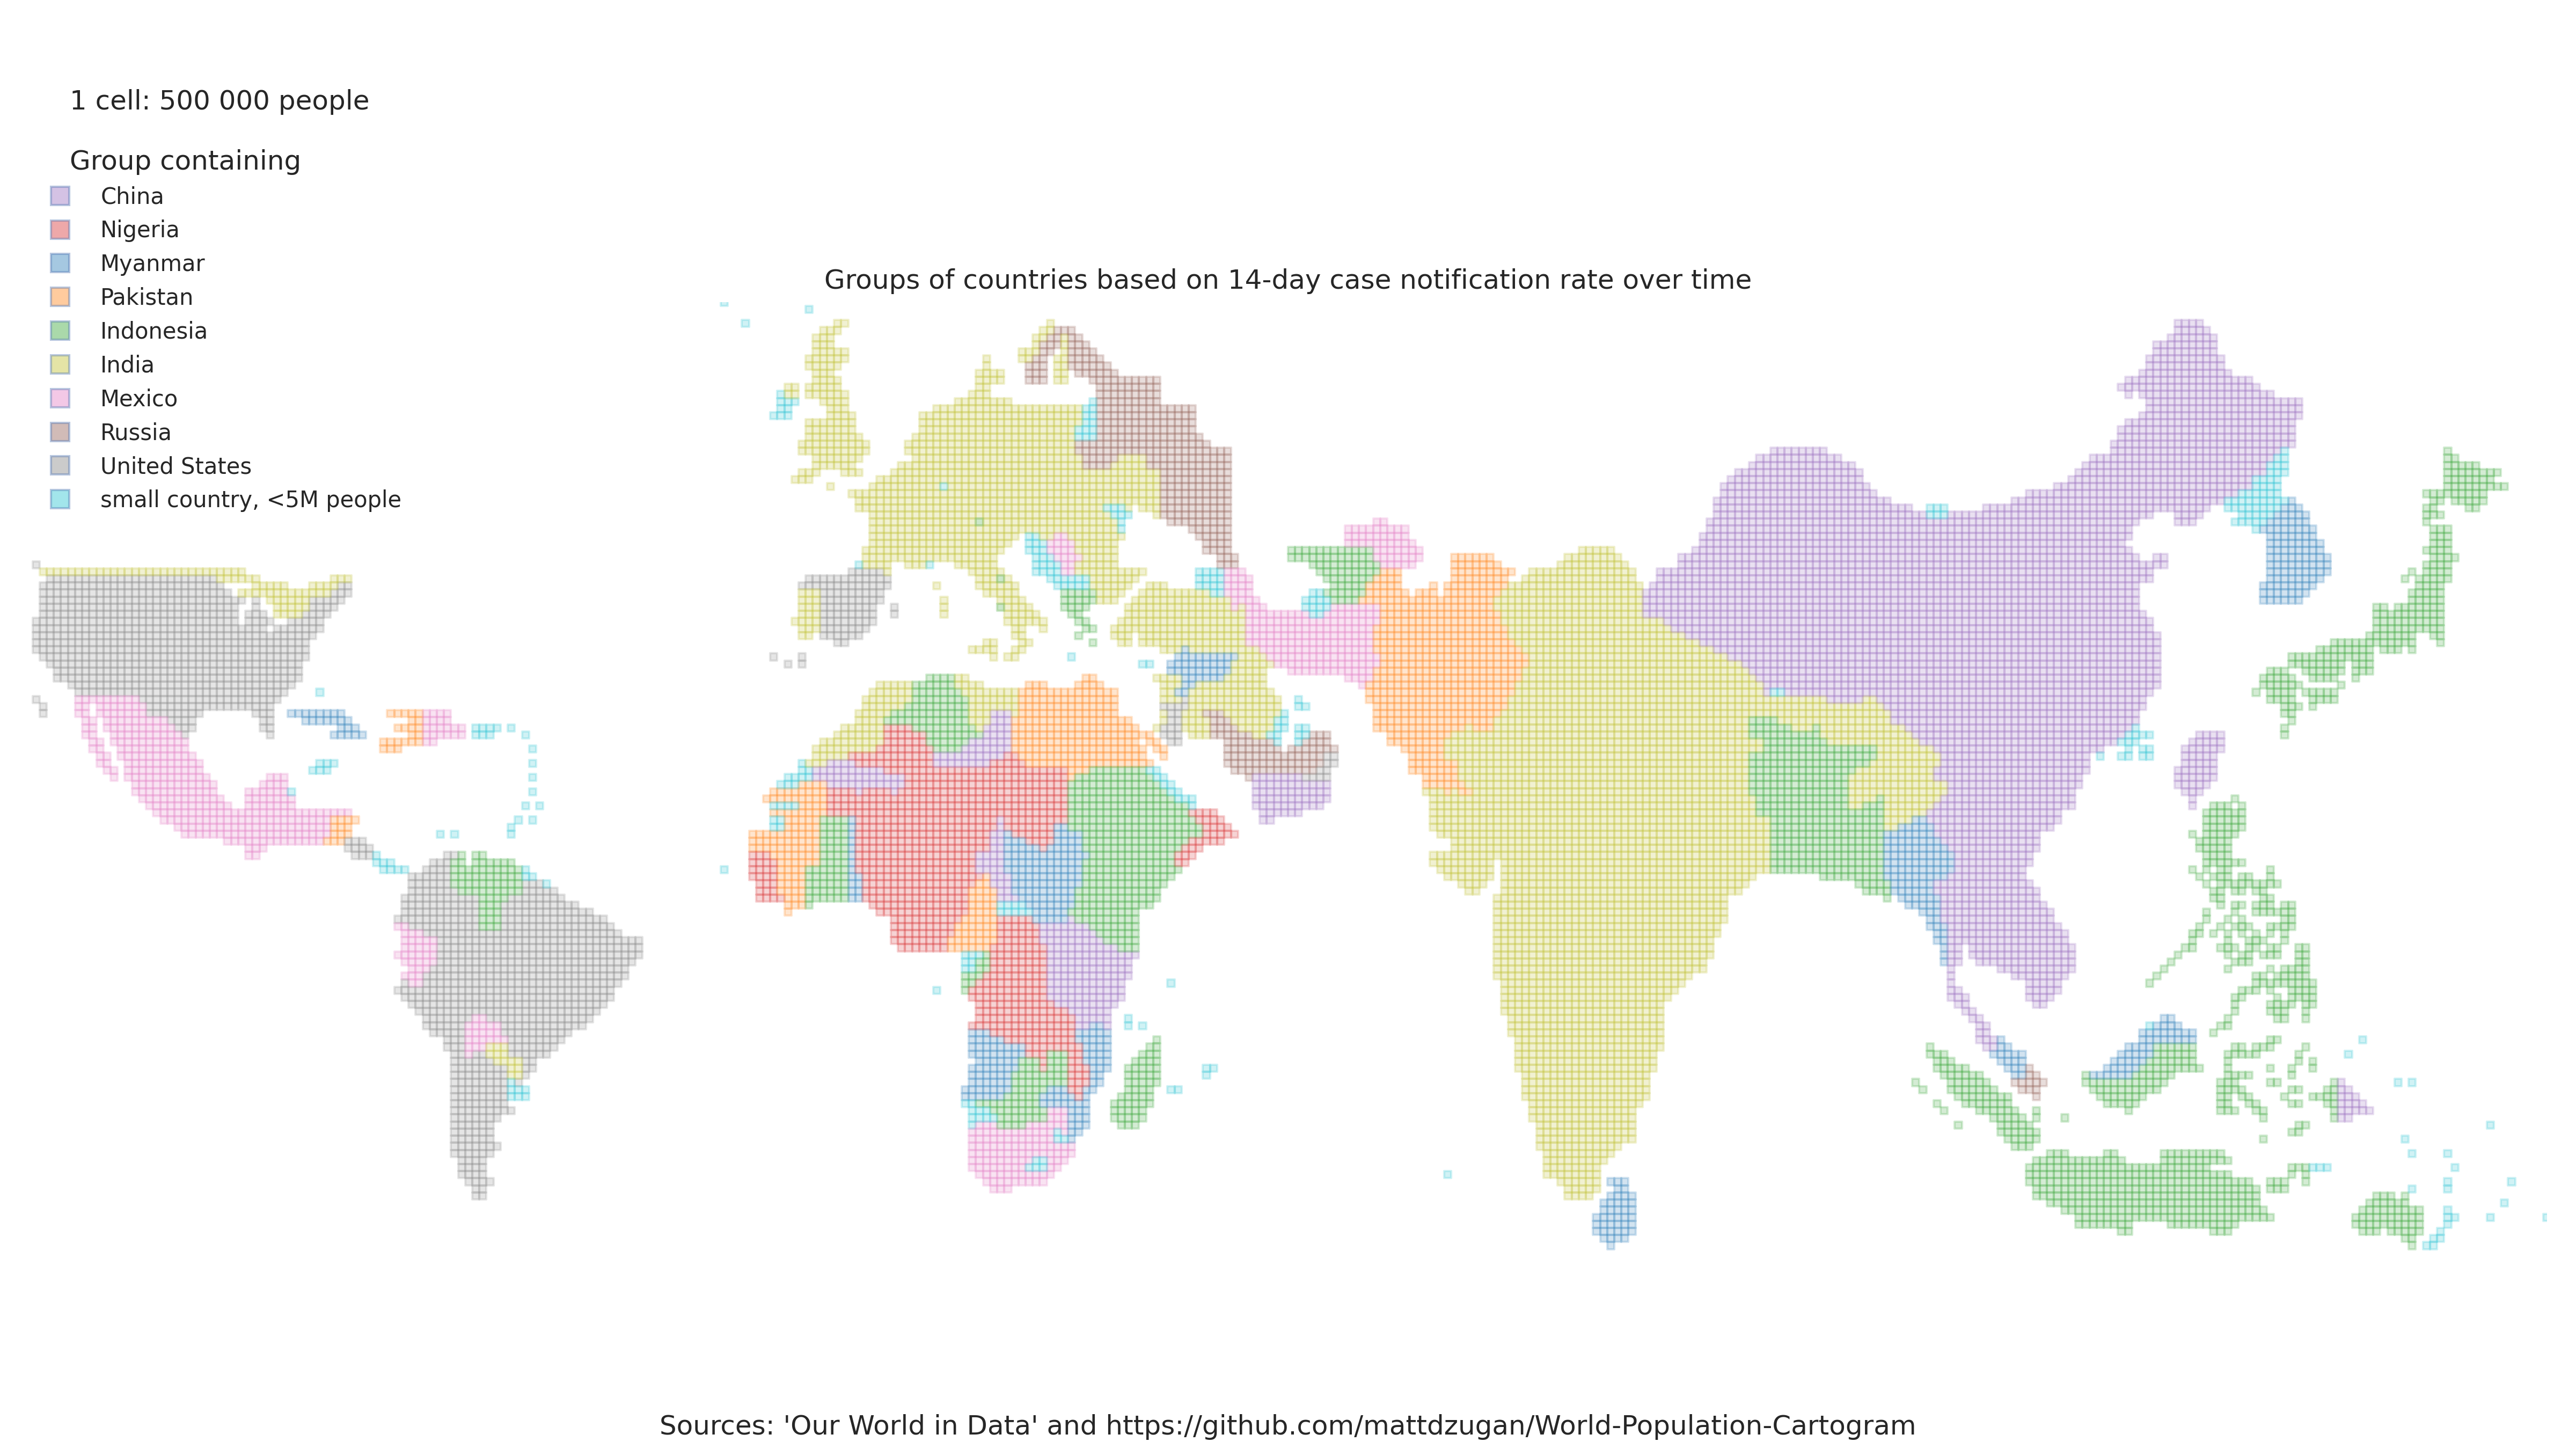 1 cell: 500 000 people
Group containing
China
Nigeria
Myanmar
Pakistan
Indonesia
India
Mexico
Russia
United States
small country, <5M people
Groups of countries based on 14-day case notification rate over time
Sources: 'Our World in Data' and https://github.com/mattdzugan/World-Population-Cartogram